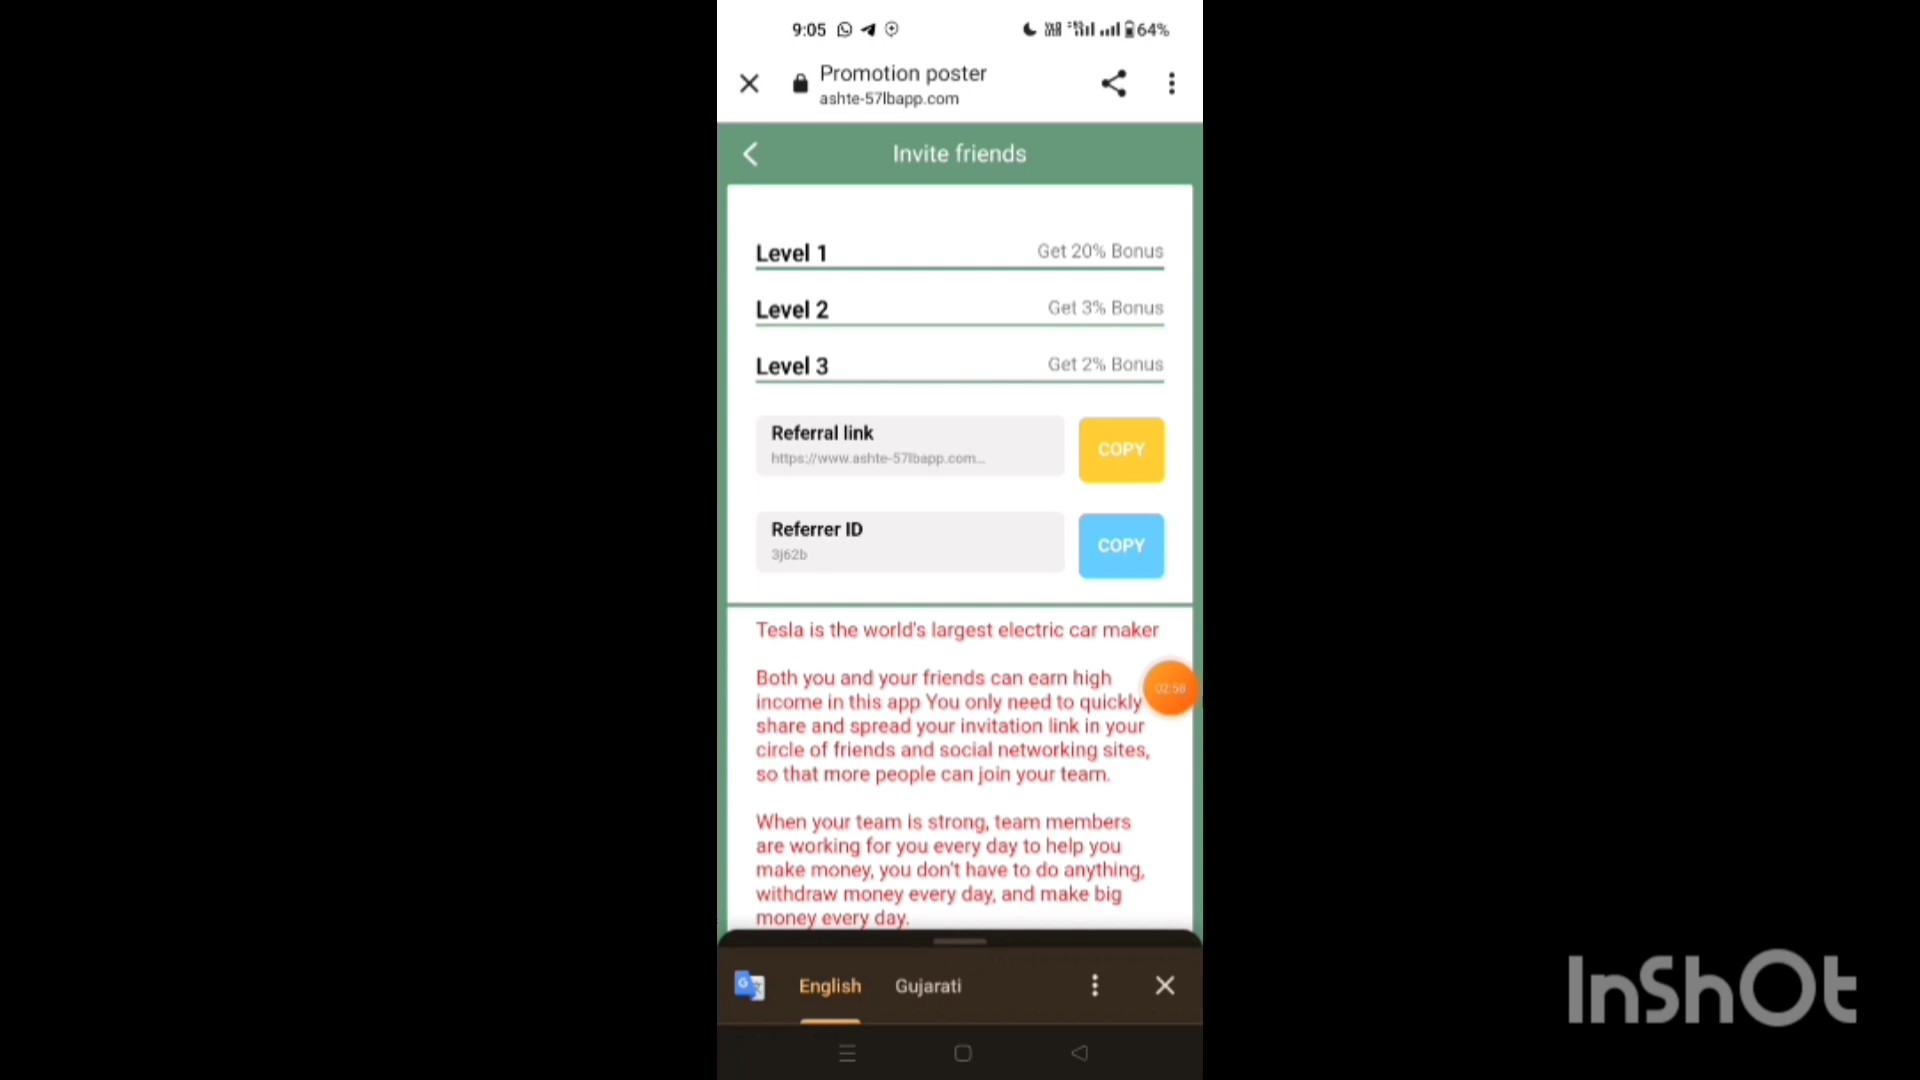 9:05
64%
Promotion poster
ashte-57lbapp.com
Invite friends
Level 1
Get 20% Bonus
Level 2
Get 3% Bonus
Level 3
Get 2% Bonus
Referral link
https://www.ashte-57lbapp.com...
COPY
Referrer ID
3j62b
COPY
Tesla is the world's largest electric car maker
Both you and your friends can earn high
income in this app You only need to quickly
share and spread your invitation link in your
circle of friends and social networking sites,
so that more people can join your team.
02:58
When your team is strong, team members
are working for you every day to help you
make money, you don't have to do anything,
withdraw money every day, and make big
money every day.
English
Gujarati
InShOt